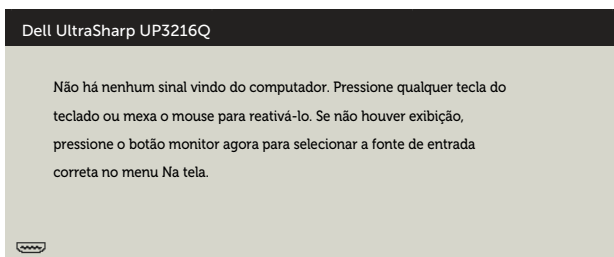 Dell UltraSharp UP3216Q
Não há nenhum sinal vindo do computador. Pressione qualquer tecla do
teclado ou mexa o mouse para reativá-lo. Se não houver exibição,
pressione o botão monitor agora para selecionar a fonte de entrada
correta no menu Na tela.